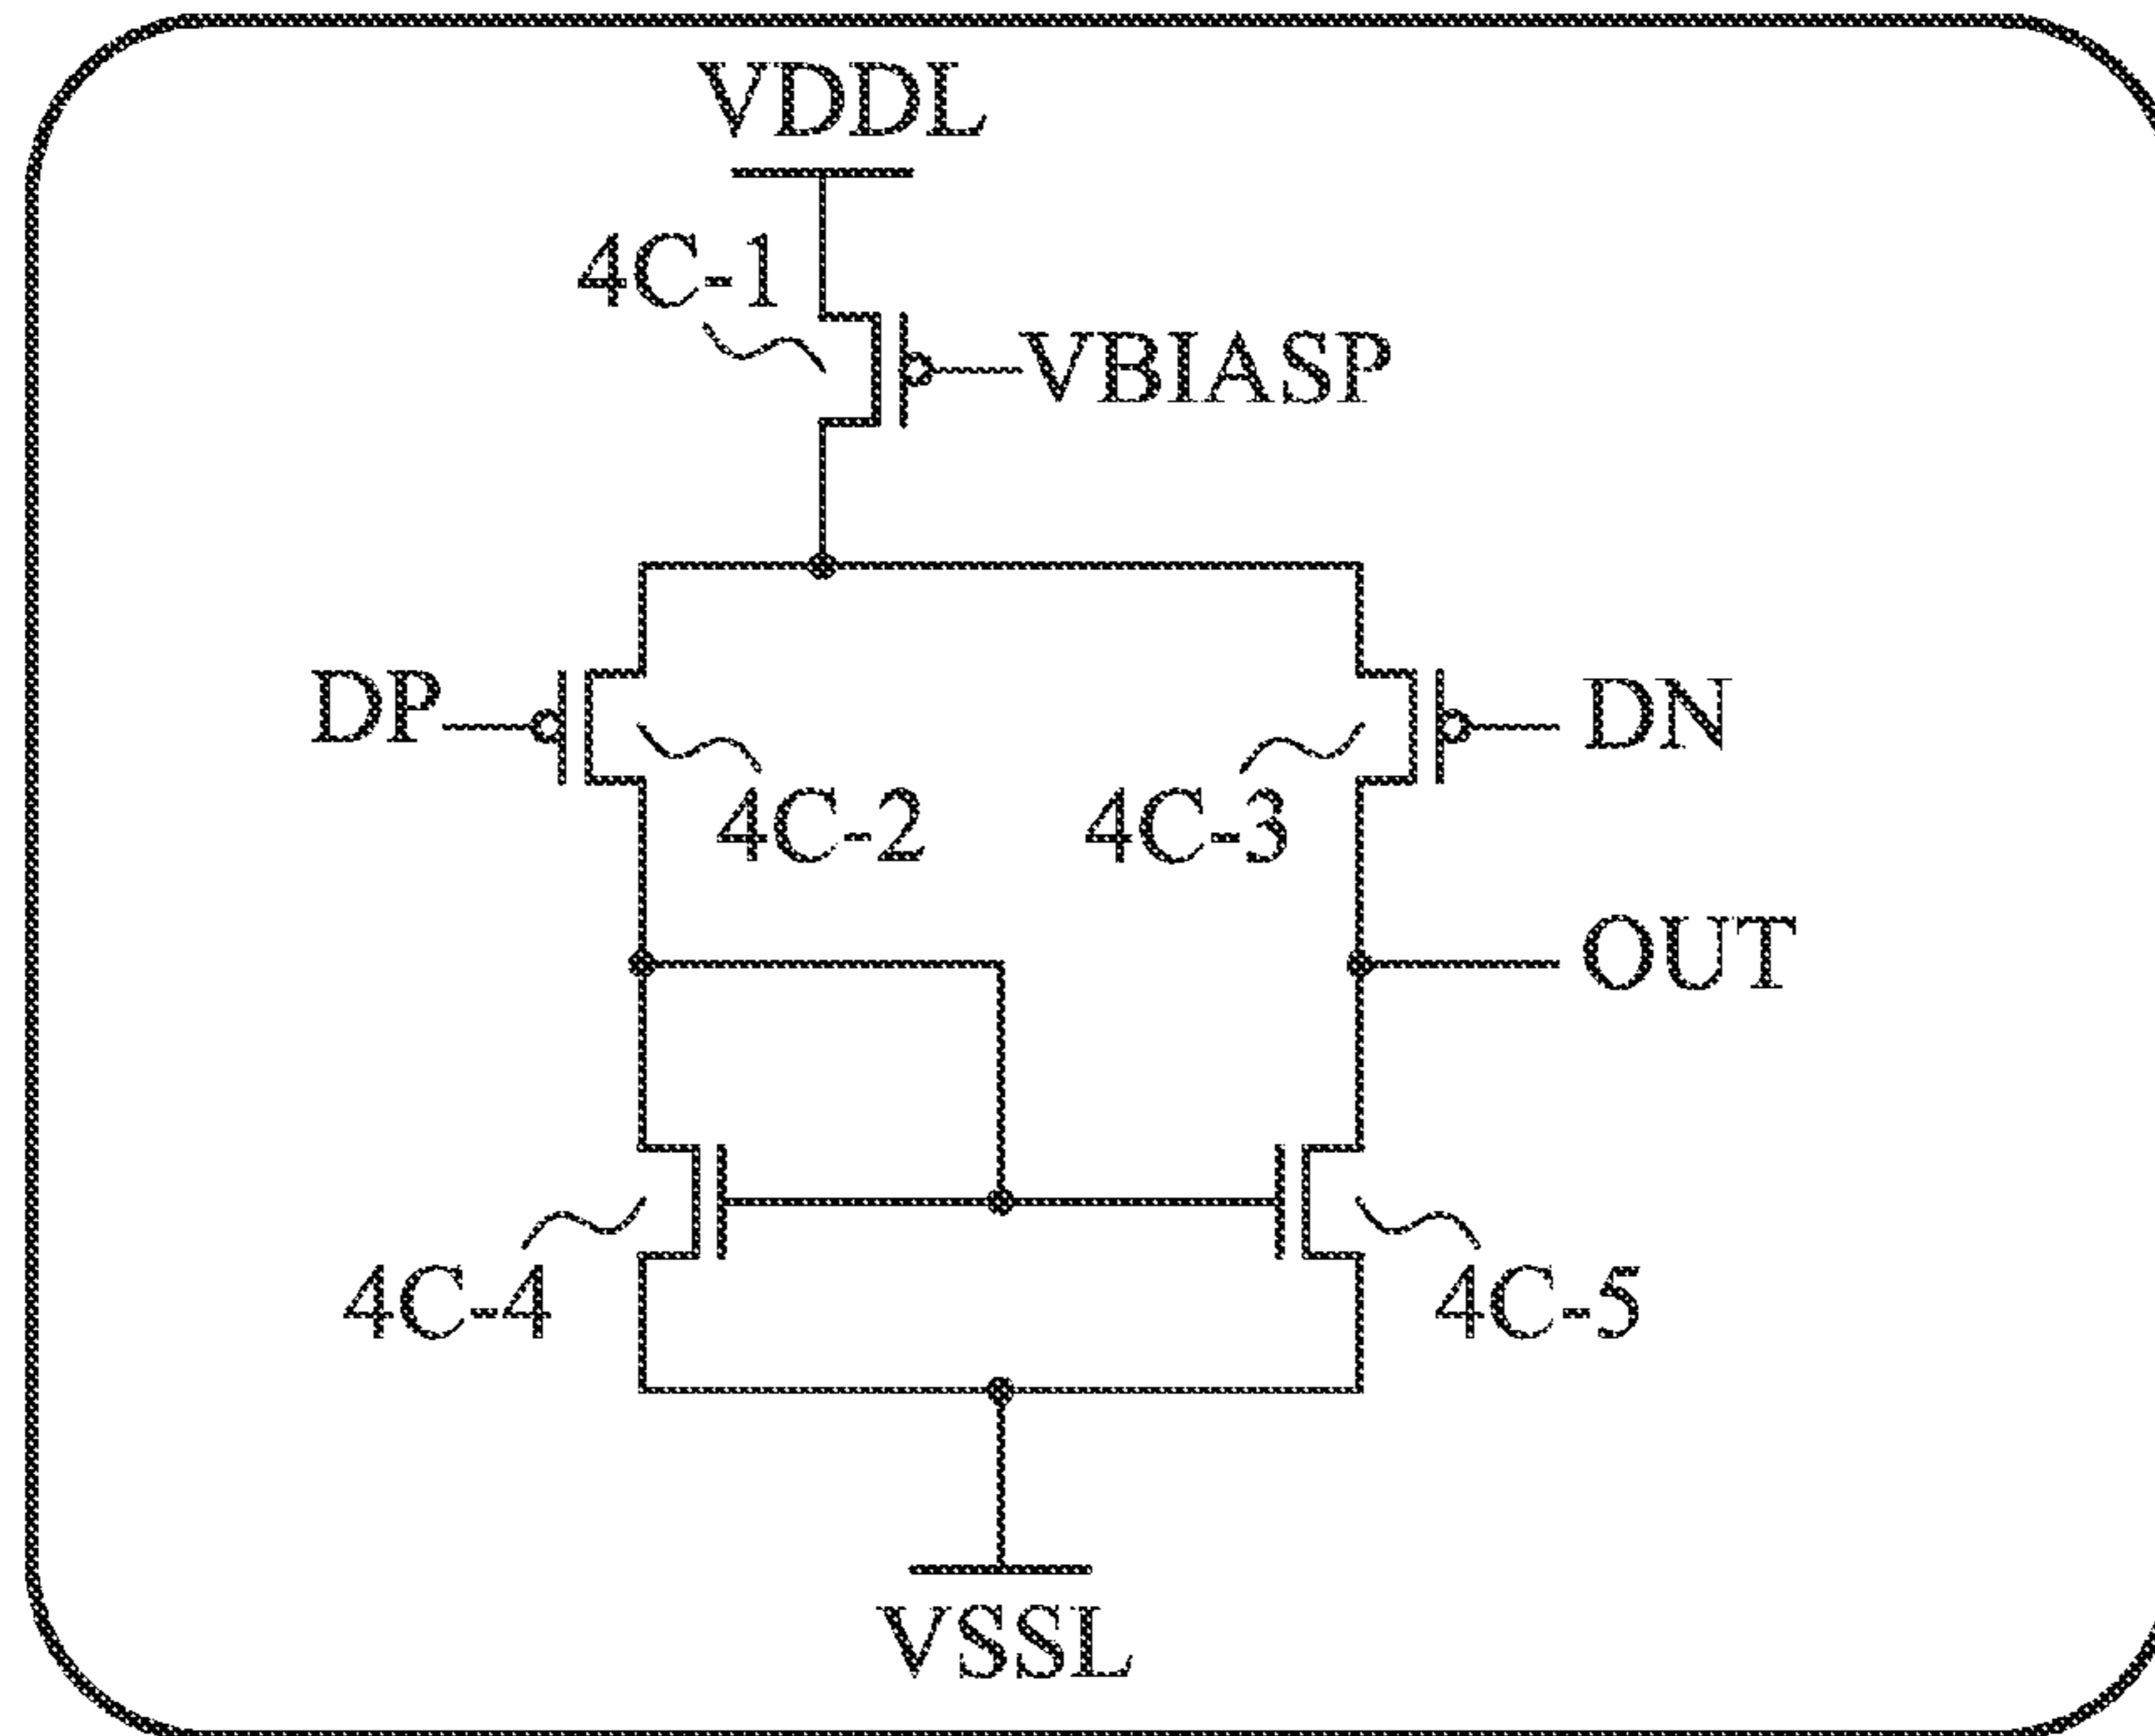 VDDL
4C-1
VBIASP
DP
DN
4C-2
4C-3
OUT
4C-4
4C-5
VSSL